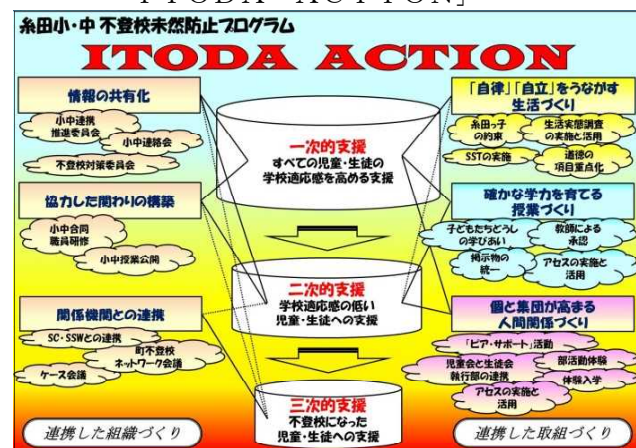 ITODA ACTION」
糸田小・中 不登校未然防止プログラム
ITODA ACTION
情報の共有化
小中連携
推進委員会
小中連絡会
不登校対策委員会
協力した関わりの構築
小中合同
職員研修
小中授業公開
関係機関との連携
SC・SSWとの連携
町不登校
ネットワーク会議
ケース会議
連携した組織づくり
一次的支援
すべての児童・生徒の
学校適応感を高める支援
二次的支援
学校適応感の低い
児童・生徒への支援
三次的支援
不登校になった
児童・生徒への支援
「自律」「自立」をうながす
生活づくり
糸田っ子
の約束
生活実態調査
の実施と活用
SSTの実施
道徳の
項目重点化
確かな学力を育てる
授業づくり
子どもたちどうし
の学びあい
教師による
承認
掲示物の
統一
アセスの実施と
活用
個と集団が高まる
人間関係づくり
「ピア・サポート」活動
児童会と生徒会
執行部の連携
部活動体験
体験入学
アセスの実施と
活用
連携した取組づくり